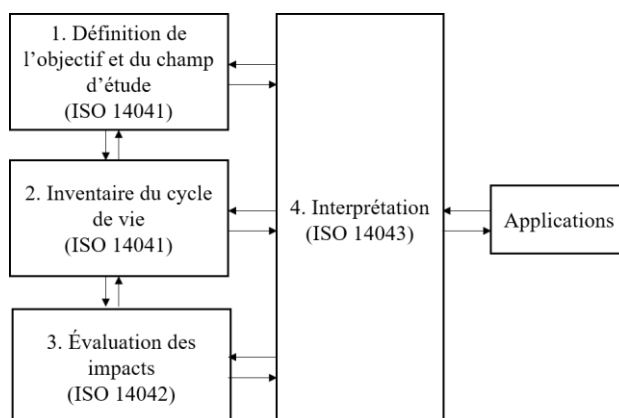 1. Définition de
l’objectif et du champ
d’étude
(ISO 14041)
2. Inventaire du cycle
de vie
(ISO 14041)
3. Évaluation des
impacts
(ISO 14042)
4. Interprétation
(ISO 14043)
Applications